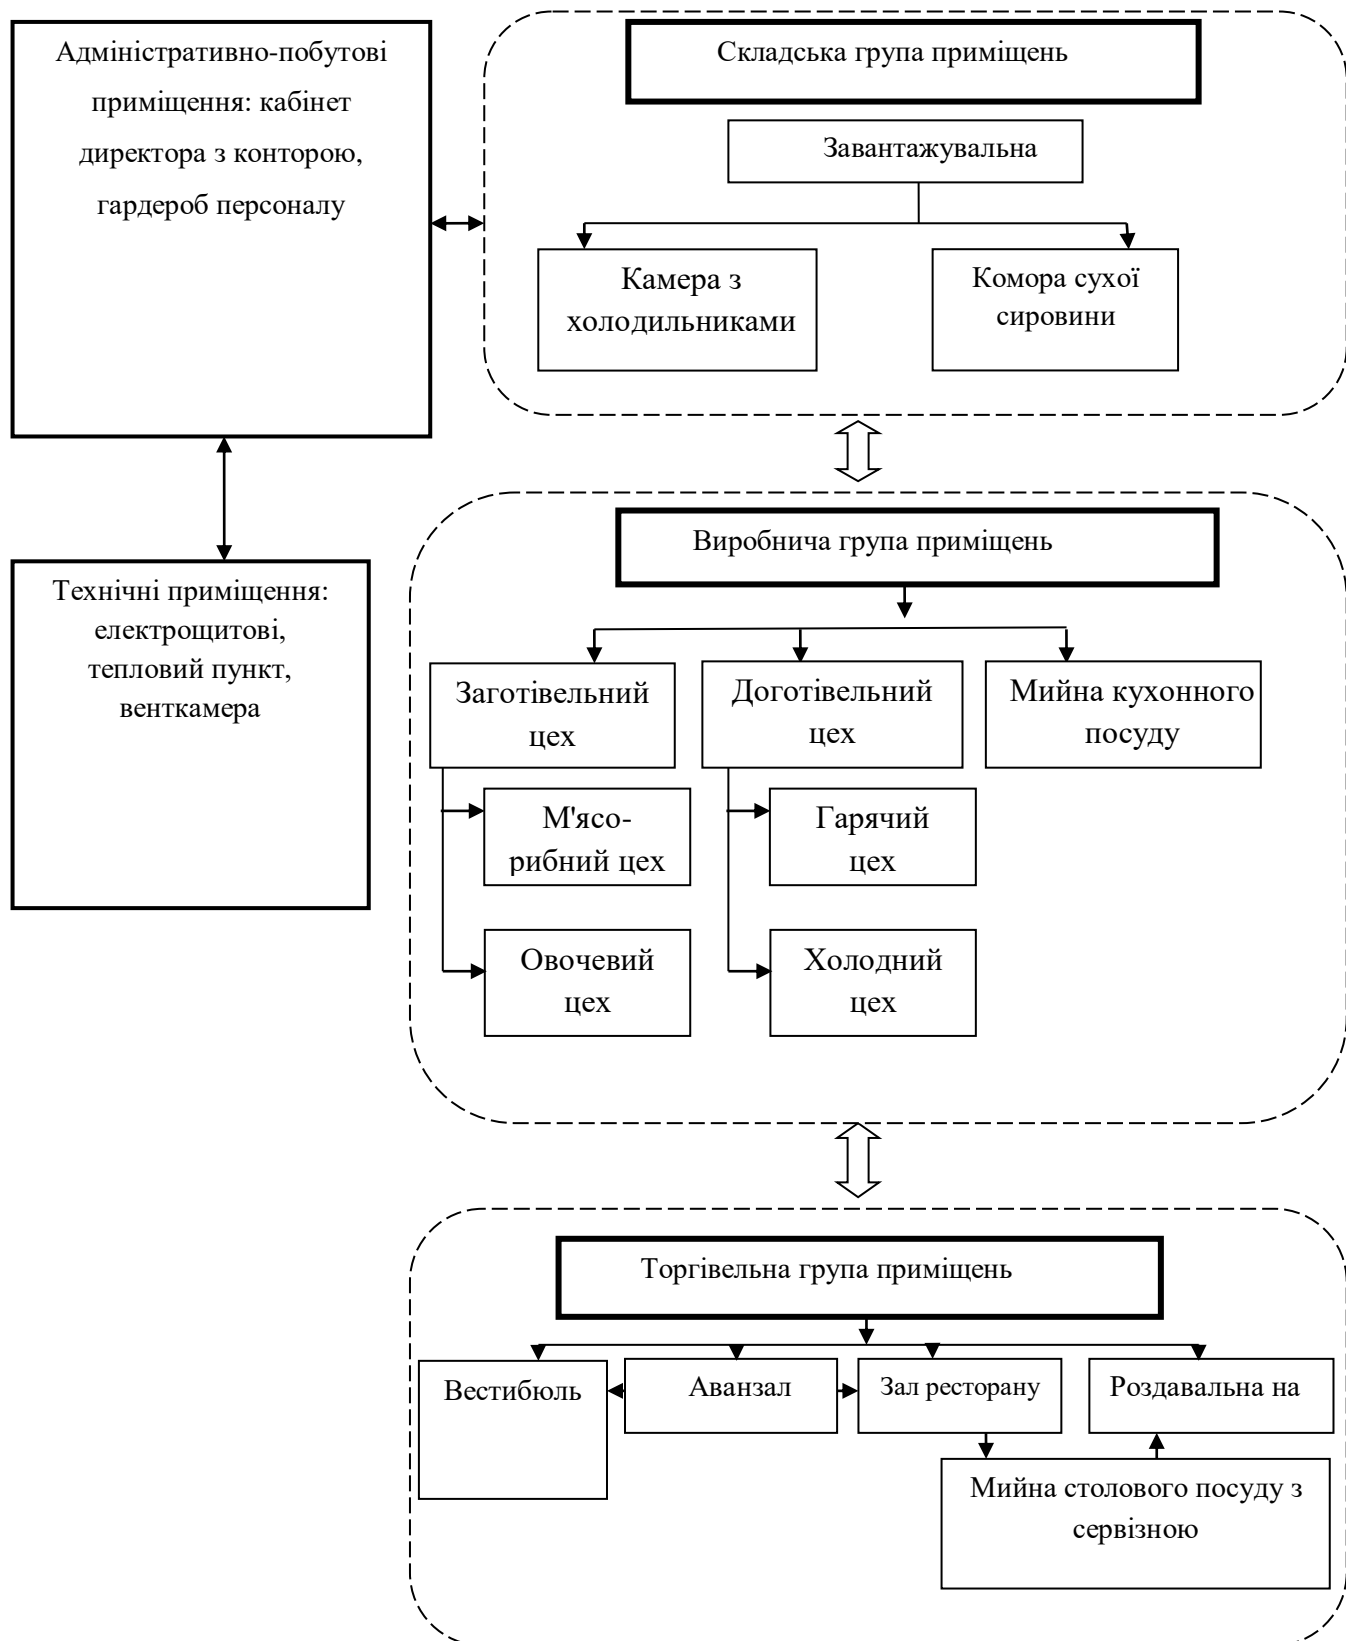 Адміністративно-побутові
приміщення: кабінет
директора з конторою,
гардероб персоналу
Складська група приміщень
Завантажувальна
Камера з
холодильниками
Комора сухої
сировини
Технічні приміщення:
електрощитові,
тепловий пункт,
венткамера
Виробнича група приміщень
Заготівельний
цех
Доготівельний
цех
Мийна кухонного
посуду
М'ясо-
рибний цех
Гарячий
цех
Овочевий
цех
Холодний
цех
Торгівельна група приміщень
Вестибюль
Аванзал
Зал ресторану
Роздавальна на
Мийна столового посуду з
сервізною